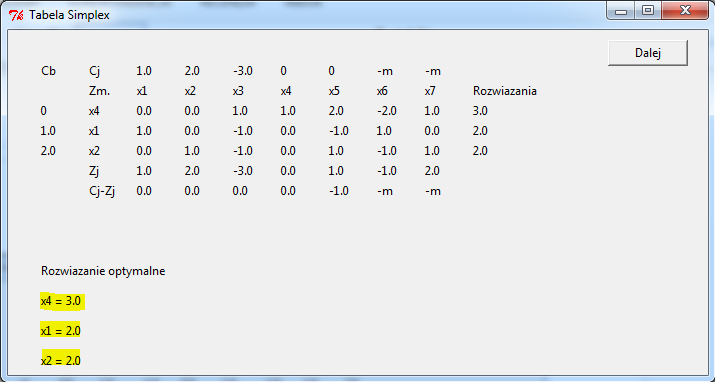 Tabela Simplex
Dalej
Cb Cj 1.0 2.0 -3.0 0 0 -m -m
Zm. x1 x2 x3 x4 x5 x6 x7 Rozwiazania
0 x4 0.0 0.0 1.0 1.0 2.0 -2.0 1.0 3.0
1.0 x1 1.0 0.0 -1.0 0.0 -1.0 1.0 0.0 2.0
2.0 x2 0.0 1.0 -1.0 0.0 1.0 -1.0 1.0 2.0
Zj 1.0 2.0 -3.0 0.0 1.0 -1.0 2.0
Cj-Zj 0.0 0.0 0.0 0.0 -1.0 -m -m
Rozwiazanie optymalne
x4 = 3.0
x1 = 2.0
x2 = 2.0